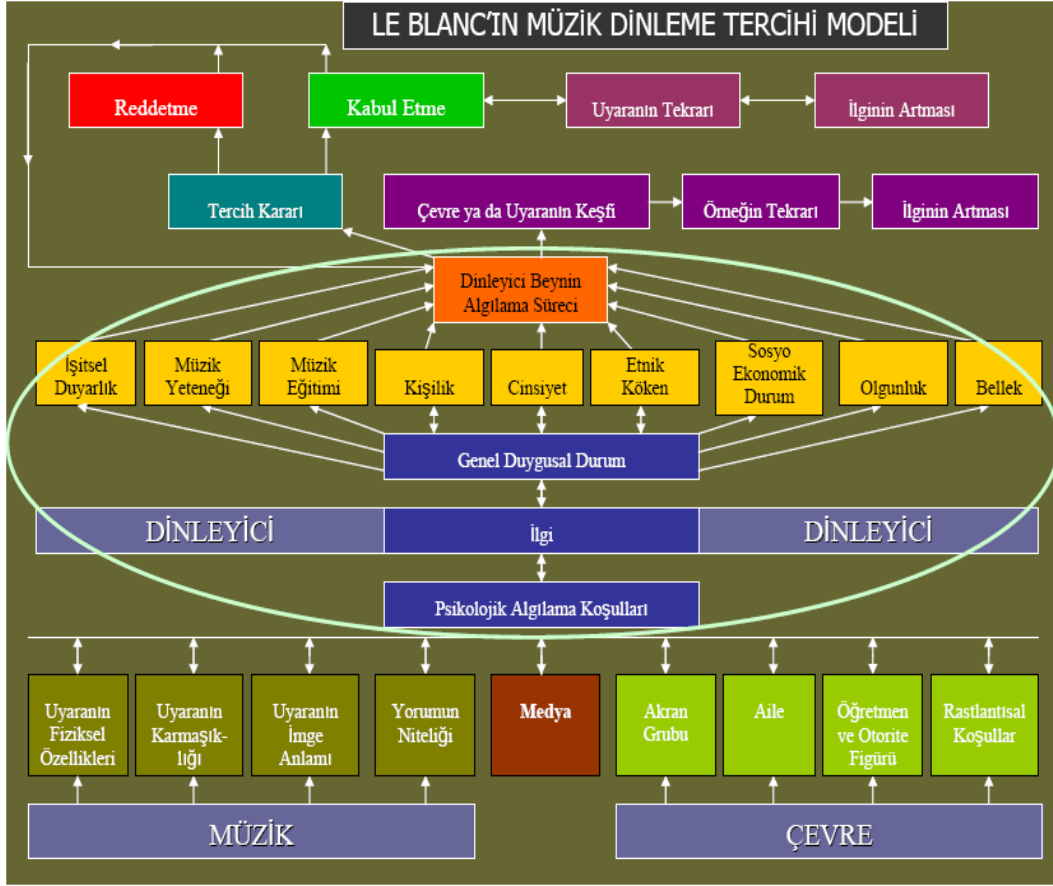 LE BLANC'IN MÜZİK DİNLEME TERCİHİ MODELİ
Reddetme
Kabul Etme
Uyaranın Tekrarı
İlginin Artması
Tercih Kararı
Çevre ya da Uyaranın Keşfi
Örneğin Tekrarı
İlginin Artması
Dinleyici Beynin
Algılama Süreci
İşitsel
Duyarlık
Müzik
Yeteneği
Müzik
Eğitimi
Kişilik
Cinsiyet
Etnik
Köken
Sosyo
Ekonomik
Durum
Olgunluk
Bellek
Genel Duygusal Durum
DİNLEYİCİ
İlgi
DİNLEYİCİ
Psikolojik Algılama Koşulları
Uyaranın
Fiziksel
Özellikleri
Uyaranın
Karmaşık-
lığı
Uyaranın
İmge
Anlamı
Yorumun
Niteliği
Medya
Akran
Grubu
Aile
Öğretmen
ve Otorite
Figürü
Rastlantısal
Koşullar
MÜZİK
ÇEVRE